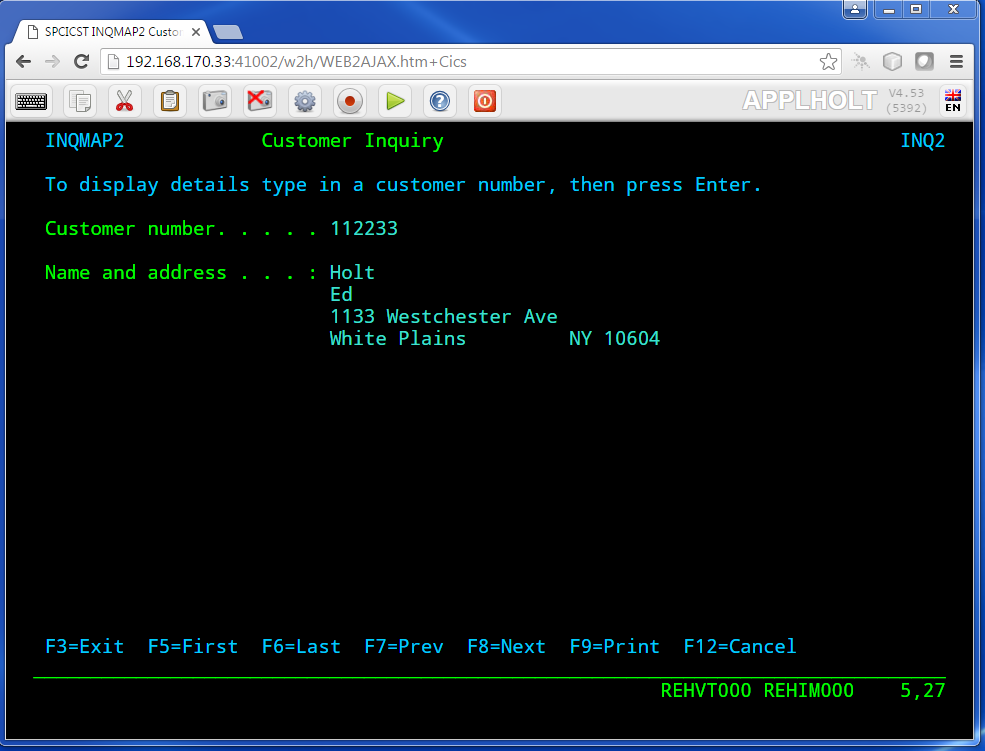 SPCICST INQMAP2 Custo
192.168.170.33:41002/w2h/WEB2AJAX.htm+Cics
APPLHOLT V4.53
(5392) EN
INQMAP2 Customer Inquiry INQ2
To display details type in a customer number, then press Enter.
Customer number. . . . . 112233
Name and address . . . : Holt
Ed
1133 Westchester Ave
White Plains NY 10604
F3=Exit F5=First F6=Last F7=Prev F8=Next F9=Print F12=Cancel
REHVT000 REHIM000 5,27